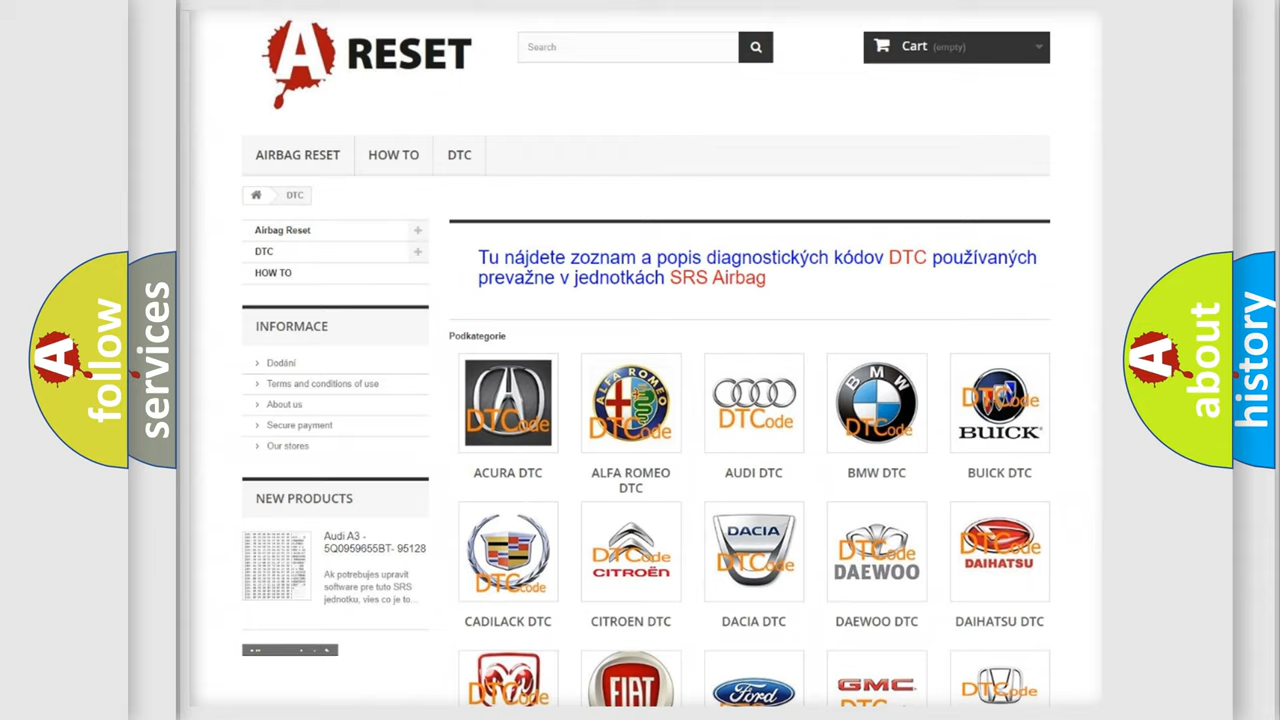 A RESET
Search
Cart (empty)
AIRBAG RESET
HOW TO
DTC
DTC
Airbag Reset
DTC
HOW TO
INFORMACE
Dodání
Terms and conditions of use
About us
Secure payment
Our stores
NEW PRODUCTS
Audi A3 -
5Q0959655BT- 95128
Ak potrebujes upravit
software pre tuto SRS
jednotku, vies co je to...
Tu nájdete zoznam a popis diagnostických kódov DTC používaných
prevažne v jednotkách SRS Airbag
Podkategorie
DTCode
ALFA ROMEO
DTCode
DTCode
BMW
DTCode
DTCode
BUICK
ACURA DTC
ALFA ROMEO
DTC
AUDI DTC
BMW DTC
BUICK DTC
DTCode
DTCode
CITROËN
DACIA
DTCode
DTCode
DAEWOO
DTCode
DAIHATSU
CADILACK DTC
CITROEN DTC
DACIA DTC
DAEWOO DTC
DAIHATSU DTC
DTCode
FIAT
Ford
GMC
DTCode
A follow
services
A about
history